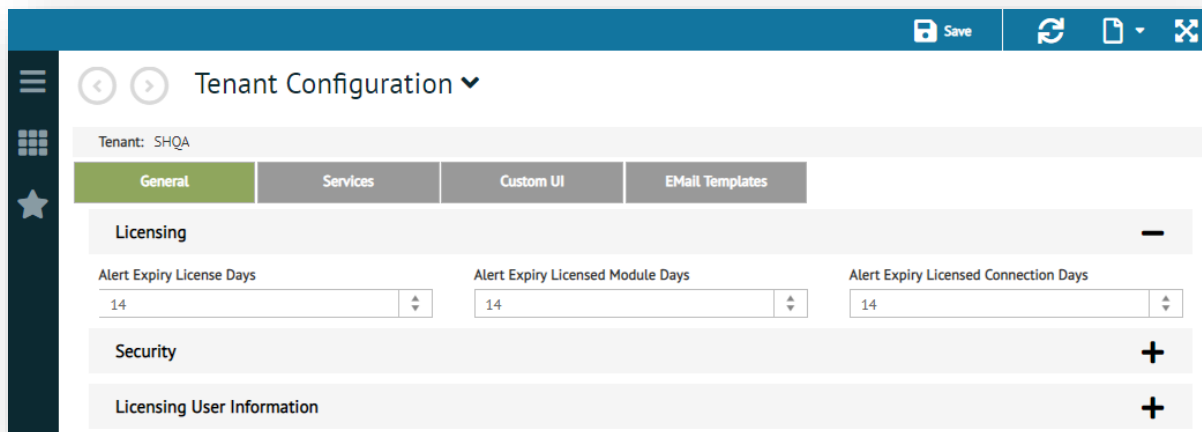 Save
Tenant Configuration
Tenant: SHQA
General Services Custom UI EMail Templates
Licensing
Alert Expiry License Days Alert Expiry Licensed Module Days Alert Expiry Licensed Connection Days
14 14 14
Security
Licensing User Information